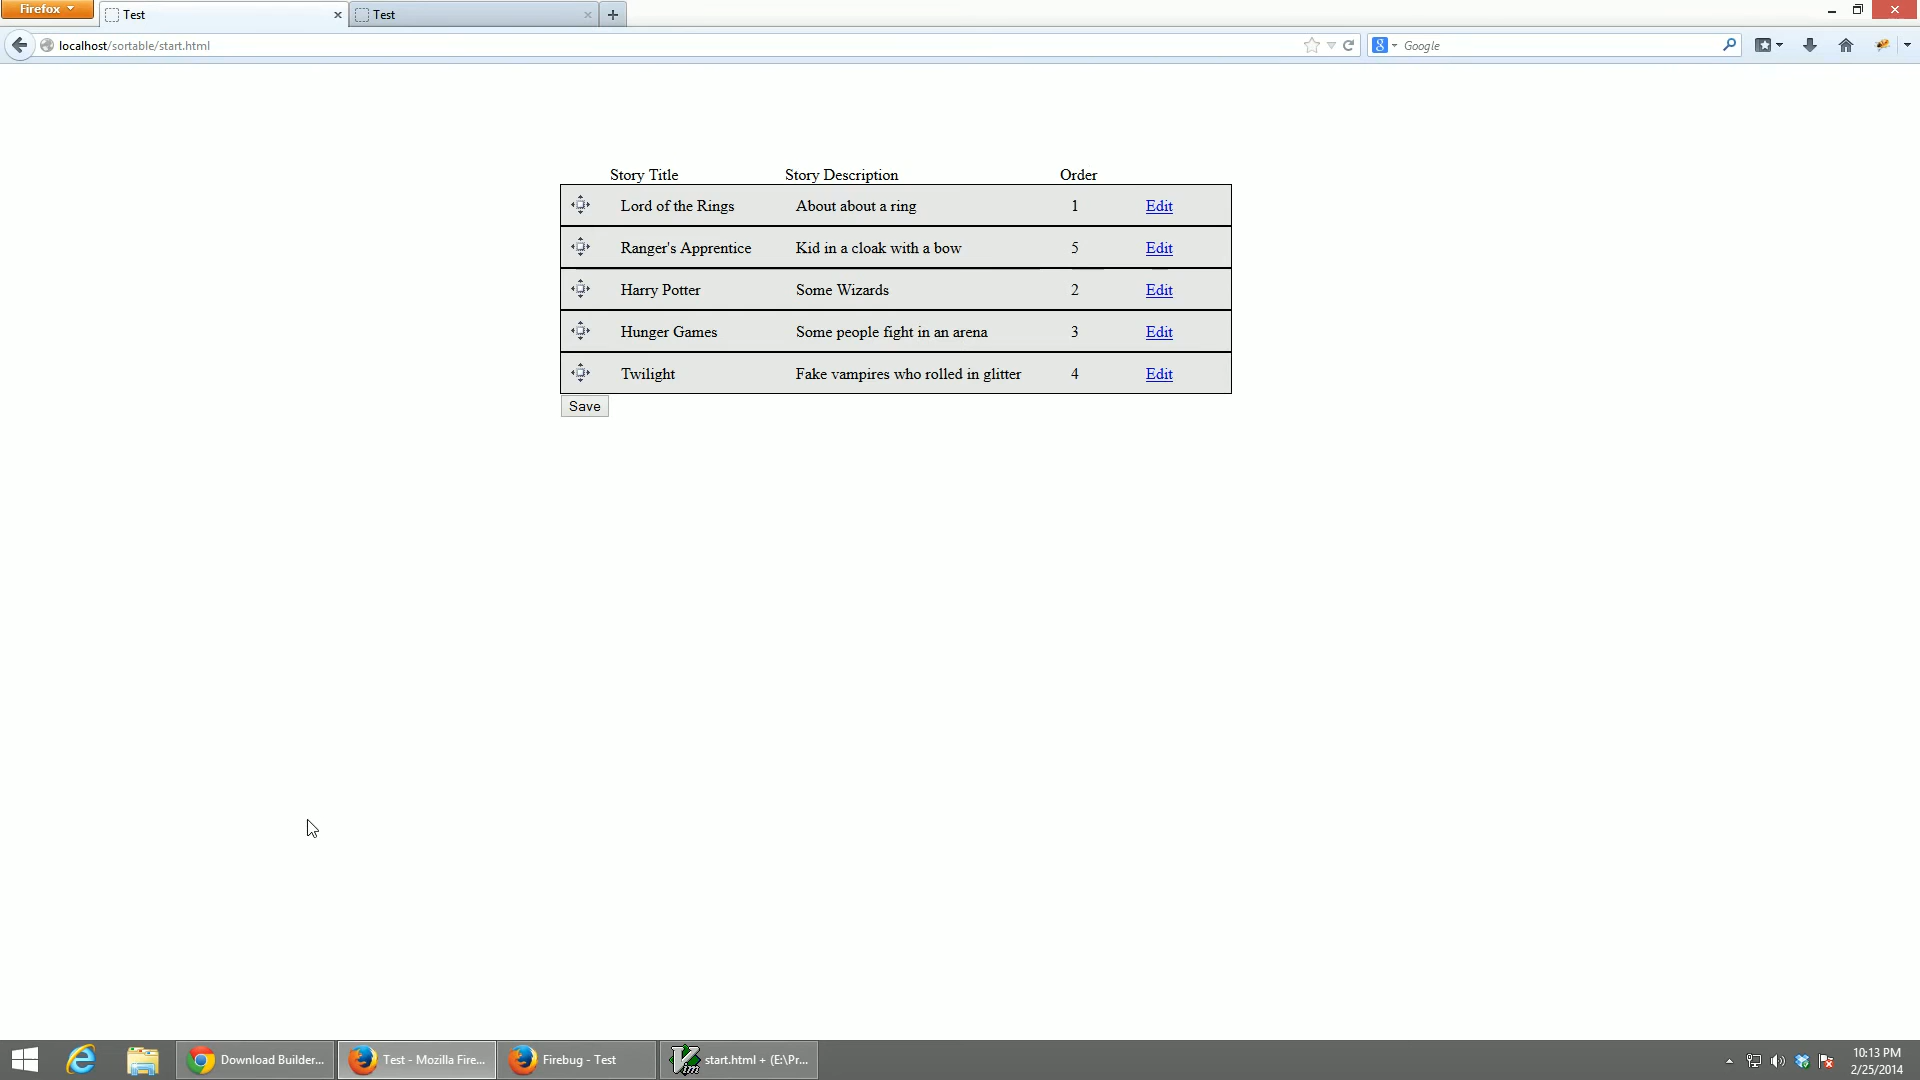 Firefox
Test
Test
localhost/sortable/start.html
Google
Story Title Story Description Order
Lord of the Rings About about a ring 1 Edit
Ranger's Apprentice Kid in a cloak with a bow 5 Edit
Harry Potter Some Wizards 2 Edit
Hunger Games Some people fight in an arena 3 Edit
Twilight Fake vampires who rolled in glitter 4 Edit
Save
Download Builder... Test - Mozilla Fire... Firebug - Test start.html + (E:\Pr...
10:13 PM
2/25/2014